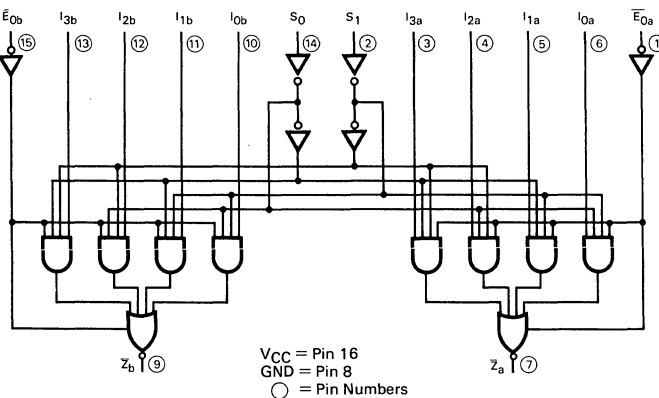 Ē₀b I₃b I₂b I₁b I₀b S₀ S₁ I₃a I₂a I₁a I₀a Ē₀a
15 13 12 11 10 14 2 3 4 5 6 1
Z̄b 9 Z̄a 7
VCC = Pin 16
GND = Pin 8
◯ = Pin Numbers